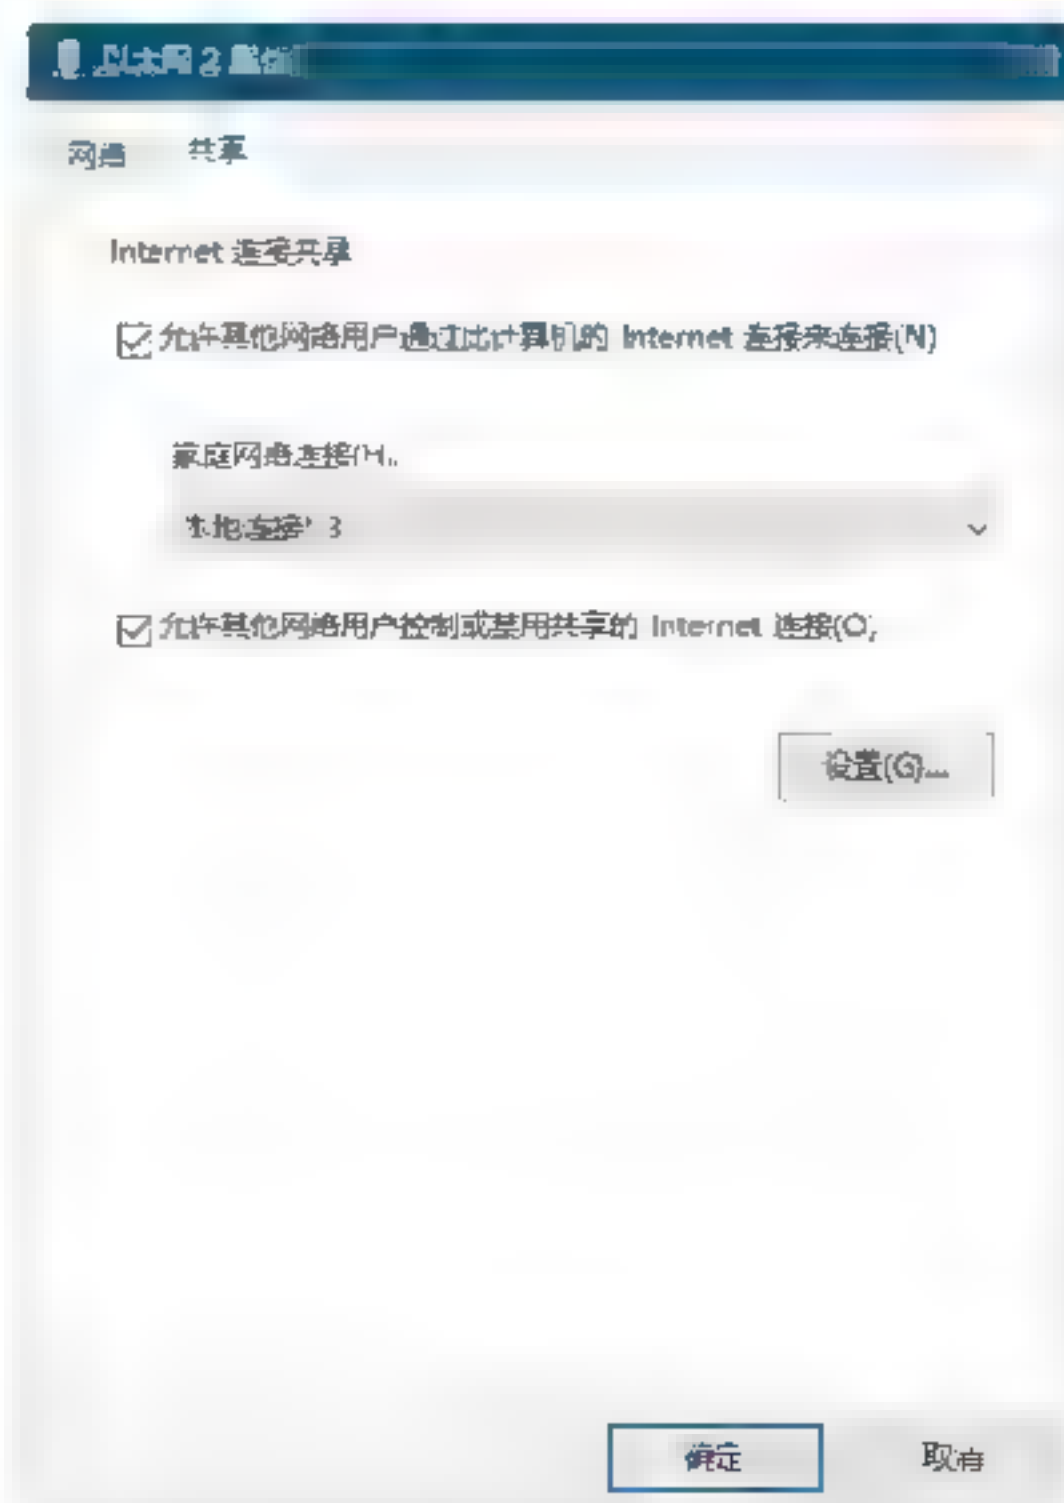 以太网 2 属性
网络 共享
Internet 连接共享
允许其他网络用户通过此计算机的 Internet 连接来连接(N)
家庭网络连接(H):
本地连接* 3
允许其他网络用户控制或禁用共享的 Internet 连接(O)
设置(G)...
确定 取消